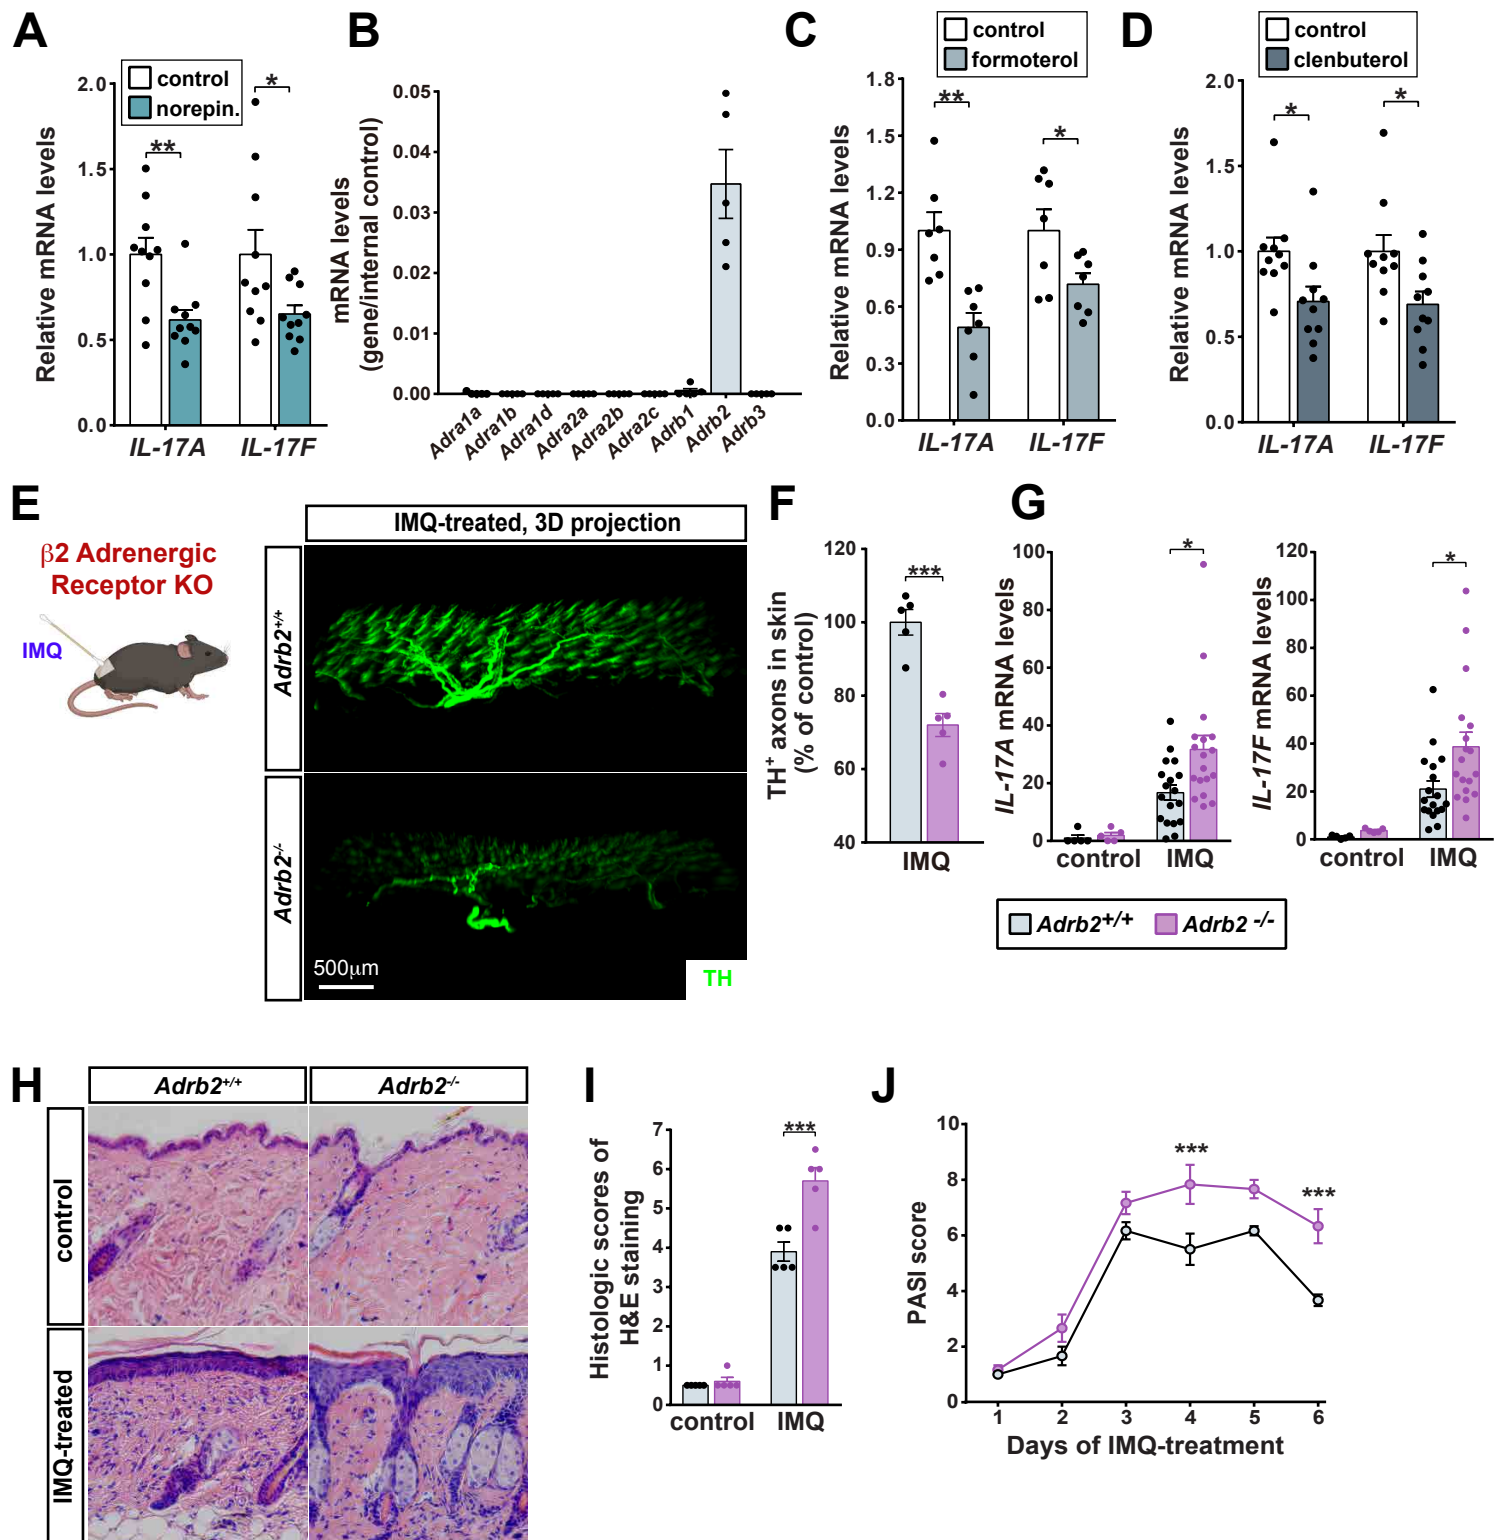 A
control
norepin.
Relative mRNA levels
2.0
1.5
1.0
0.5
0.0
**
*
IL-17A
IL-17F
B
mRNA levels
(gene/internal control)
0.05
0.04
0.03
0.02
0.01
0.00
Adra1a
Adra1b
Adra1d
Adra2a
Adra2b
Adra2c
Adrb1
Adrb2
Adrb3
C
control
formoterol
Relative mRNA levels
1.8
1.5
1.2
0.9
0.6
0.3
0.0
**
*
IL-17A
IL-17F
D
control
clenbuterol
Relative mRNA levels
2.0
1.5
1.0
0.5
0.0
*
*
IL-17A
IL-17F
E
β2 Adrenergic
Receptor KO
IMQ
IMQ-treated, 3D projection
Adrb2+/+
Adrb2-/-
500μm
TH
F
TH+ axons in skin
(% of control)
120
100
80
60
40
***
IMQ
G
IL-17A mRNA levels
100
80
60
40
20
0
*
control
IMQ
IL-17F mRNA levels
120
100
80
60
40
20
0
*
control
IMQ
Adrb2+/+
Adrb2 -/-
H
Adrb2+/+
Adrb2-/-
control
IMQ-treated
I
Histologic scores of
H&E staining
7
6
5
4
3
2
1
0
***
control
IMQ
J
PASI score
10
8
6
4
2
0
***
***
1
2
3
4
5
6
Days of IMQ-treatment